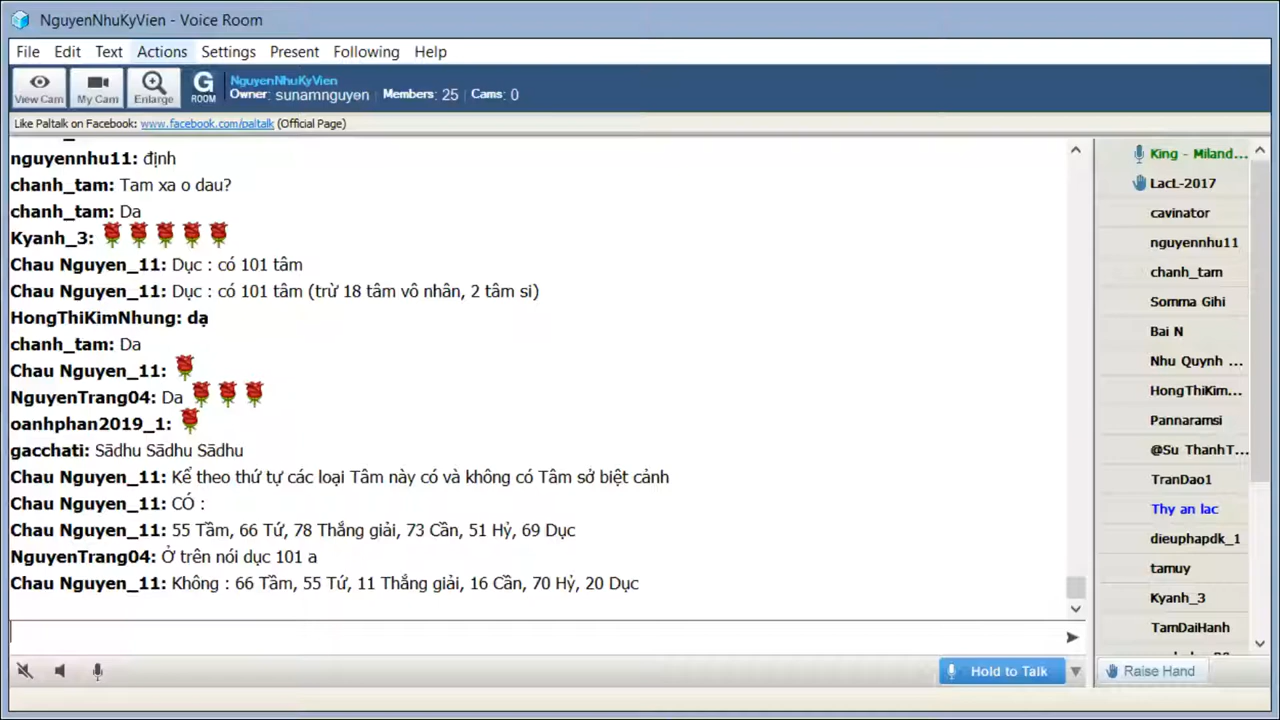 NguyenNhuKyVien - Voice Room
File Edit Text Actions Settings Present Following Help
View Cam My Cam Enlarge G ROOM
NguyenNhuKyVien
Owner: sunamnguyen Members: 25 Cams: 0
Like Paltalk on Facebook: www.facebook.com/paltalk (Official Page)
nguyennhu11: định
chanh_tam: Tam xa o dau?
chanh_tam: Da
Kyanh_3:
Chau Nguyen_11: Dục : có 101 tâm
Chau Nguyen_11: Dục : có 101 tâm (trừ 18 tâm vô nhân, 2 tâm si)
HongThiKimNhung: dạ
chanh_tam: Da
Chau Nguyen_11:
NguyenTrang04: Da
oanhphan2019_1:
gacchati: Sādhu Sādhu Sādhu
Chau Nguyen_11: Kể theo thứ tự các loại Tâm này có và không có Tâm sở biệt cảnh
Chau Nguyen_11: CÓ :
Chau Nguyen_11: 55 Tầm, 66 Tứ, 78 Thắng giải, 73 Cần, 51 Hỷ, 69 Dục
NguyenTrang04: Ở trên nói dục 101 a
Chau Nguyen_11: Không : 66 Tầm, 55 Tứ, 11 Thắng giải, 16 Cần, 70 Hỷ, 20 Dục
King - Miland...
LacL-2017
cavinator
nguyennhu11
chanh_tam
Somma Gihi
Bai N
Nhu Quynh ...
HongThiKim...
Pannaramsi
@Su ThanhT...
TranDao1
Thy an lac
dieuphapdk_1
tamuy
Kyanh_3
TamDaiHanh
Hold to Talk
Raise Hand